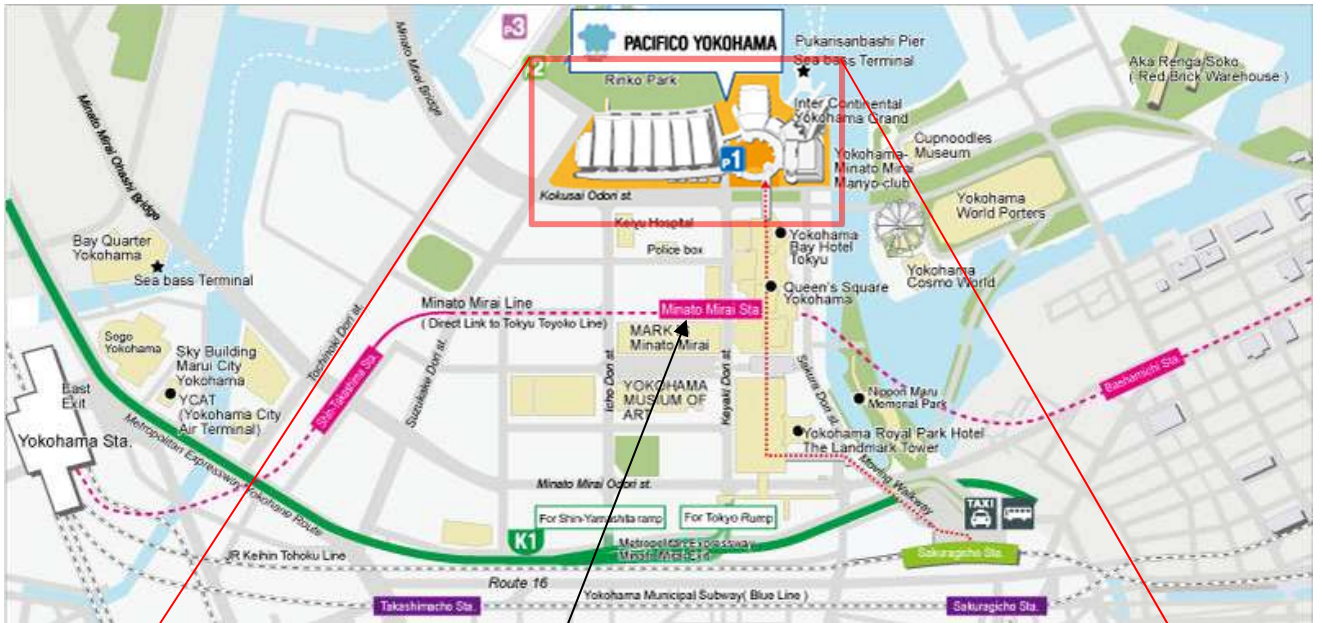 P3
P2
PACIFICO YOKOHAMA
Pukarisanbashi Pier
Sea bass Terminal
Aka Renga/Soko
( Red Brick Warehouse )
Minato Mirai Bridge
Rinko Park
Inter Continental
Yokohama Grand
Cupnoodles
Museum
P1
Yokohama-
Minato Mirai
Manyo-club
Minato Mirai Ohashi Bridge
Kokusai Odori st.
Yokohama
World Porters
Keiyu Hospital
Police box
Yokohama
Bay Hotel
Tokyu
Bay Quarter
Yokohama
Sea bass Terminal
Yokohama
Cosmo World
Queen's Square
Yokohama
Minato Mirai Line
( Direct Link to Tokyu Toyoko Line)
Minato Mirai Sta.
MARK
Minato Mirai
Sogo
Yokohama
Sky Building
Marui City
Yokohama
YCAT
(Yokohama City
Air Terminal)
Tochinoki Dori st.
Shin-Takashima Sta.
Suzukake Dori st.
Icho Dori st.
YOKOHAMA
MUSIUM OF
ART
Keyaki Dori st.
Sakura Dori st.
Nippon Maru
Memorial Park
Bashamichi Sta.
East
Exit
Yokohama Sta.
Yokohama Royal Park Hotel
The Landmark Tower
Moving Walkway
Metropolitan Expressway Yokohane Route
Minato Mirai Odori st.
For Shin-Yamashita ramp
For Tokyo Rump
TAXI
K1
Metropolitan Expressway
Minato Mirai Exit
JR Keihin Tohoku Line
Sakuragicho Sta.
Route 16
Yokohama Municipal Subway( Blue Line )
Takashimacho Sta.
Sakuragicho Sta.